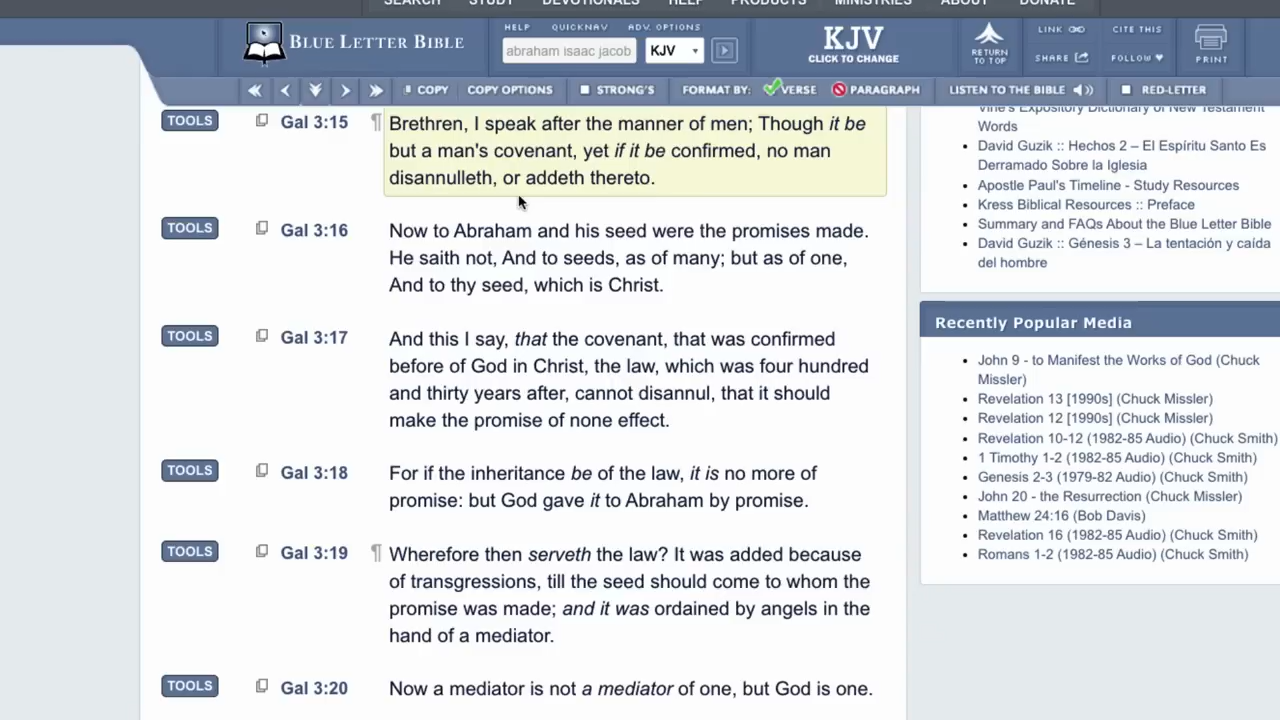 SEARCH STUDY DEVOTIONALS HELP PRODUCTS MINISTRIES ABOUT DONATE
BLUE LETTER BIBLE
HELP QUICKNAV ADV. OPTIONS
abraham isaac jacob KJV
KJV
CLICK TO CHANGE
RETURN
TO TOP
LINK CITE THIS
SHARE FOLLOW
PRINT
COPY COPY OPTIONS STRONG'S FORMAT BY: VERSE PARAGRAPH LISTEN TO THE BIBLE RED-LETTER
TOOLS Gal 3:15 ¶ Brethren, I speak after the manner of men; Though it be
but a man's covenant, yet if it be confirmed, no man
disannulleth, or addeth thereto.
TOOLS Gal 3:16 Now to Abraham and his seed were the promises made.
He saith not, And to seeds, as of many; but as of one,
And to thy seed, which is Christ.
TOOLS Gal 3:17 And this I say, that the covenant, that was confirmed
before of God in Christ, the law, which was four hundred
and thirty years after, cannot disannul, that it should
make the promise of none effect.
TOOLS Gal 3:18 For if the inheritance be of the law, it is no more of
promise: but God gave it to Abraham by promise.
TOOLS Gal 3:19 ¶ Wherefore then serveth the law? It was added because
of transgressions, till the seed should come to whom the
promise was made; and it was ordained by angels in the
hand of a mediator.
TOOLS Gal 3:20 Now a mediator is not a mediator of one, but God is one.
Vine's Expository Dictionary of New Testament
Words
David Guzik :: Hechos 2 – El Espíritu Santo Es
Derramado Sobre la Iglesia
Apostle Paul's Timeline - Study Resources
Kress Biblical Resources :: Preface
Summary and FAQs About the Blue Letter Bible
David Guzik :: Génesis 3 – La tentación y caída
del hombre
Recently Popular Media
John 9 - to Manifest the Works of God (Chuck
Missler)
Revelation 13 [1990s] (Chuck Missler)
Revelation 12 [1990s] (Chuck Missler)
Revelation 10-12 (1982-85 Audio) (Chuck Smith)
1 Timothy 1-2 (1982-85 Audio) (Chuck Smith)
Genesis 2-3 (1979-82 Audio) (Chuck Smith)
John 20 - the Resurrection (Chuck Missler)
Matthew 24:16 (Bob Davis)
Revelation 16 (1982-85 Audio) (Chuck Smith)
Romans 1-2 (1982-85 Audio) (Chuck Smith)